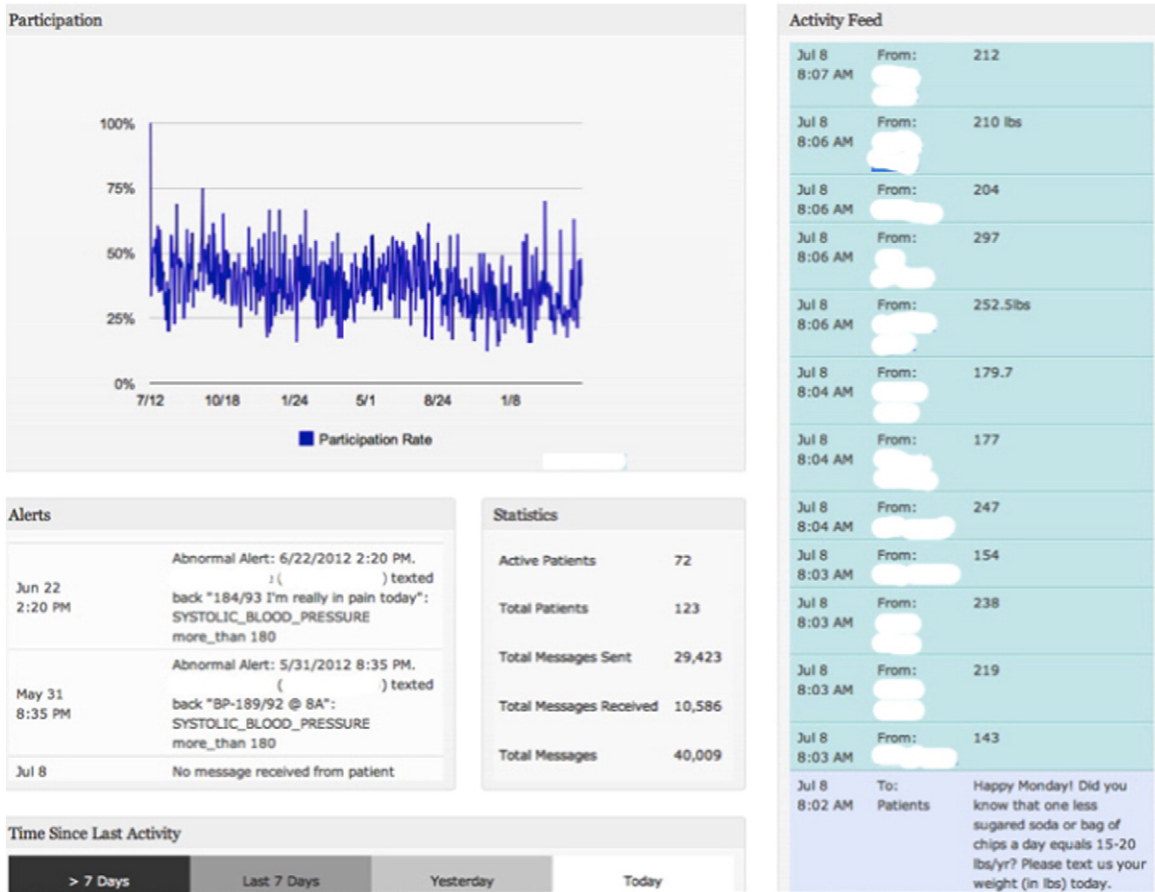 Participation
100%
75%
50%
25%
0%
7/12 10/18 1/24 5/1 8/24 1/8
Participation Rate
Alerts
Jun 22
2:20 PM
Abnormal Alert: 6/22/2012 2:20 PM.
: ( ) texted
back "184/93 I'm really in pain today":
SYSTOLIC_BLOOD_PRESSURE
more_than 180
May 31
8:35 PM
Abnormal Alert: 5/31/2012 8:35 PM.
( ) texted
back "BP-189/92 @ 8A":
SYSTOLIC_BLOOD_PRESSURE
more_than 180
Jul 8 No message received from patient
Statistics
Active Patients 72
Total Patients 123
Total Messages Sent 29,423
Total Messages Received 10,586
Total Messages 40,009
Time Since Last Activity
> 7 Days Last 7 Days Yesterday Today
Activity Feed
Jul 8 From: 212
8:07 AM
Jul 8 From: 210 lbs
8:06 AM
Jul 8 From: 204
8:06 AM
Jul 8 From: 297
8:06 AM
Jul 8 From: 252.5lbs
8:06 AM
Jul 8 From: 179.7
8:04 AM
Jul 8 From: 177
8:04 AM
Jul 8 From: 247
8:04 AM
Jul 8 From: 154
8:03 AM
Jul 8 From: 238
8:03 AM
Jul 8 From: 219
8:03 AM
Jul 8 From: 143
8:03 AM
Jul 8 To: Happy Monday! Did you
8:02 AM Patients know that one less
sugared soda or bag of
chips a day equals 15-20
lbs/yr? Please text us your
weight (in lbs) today.